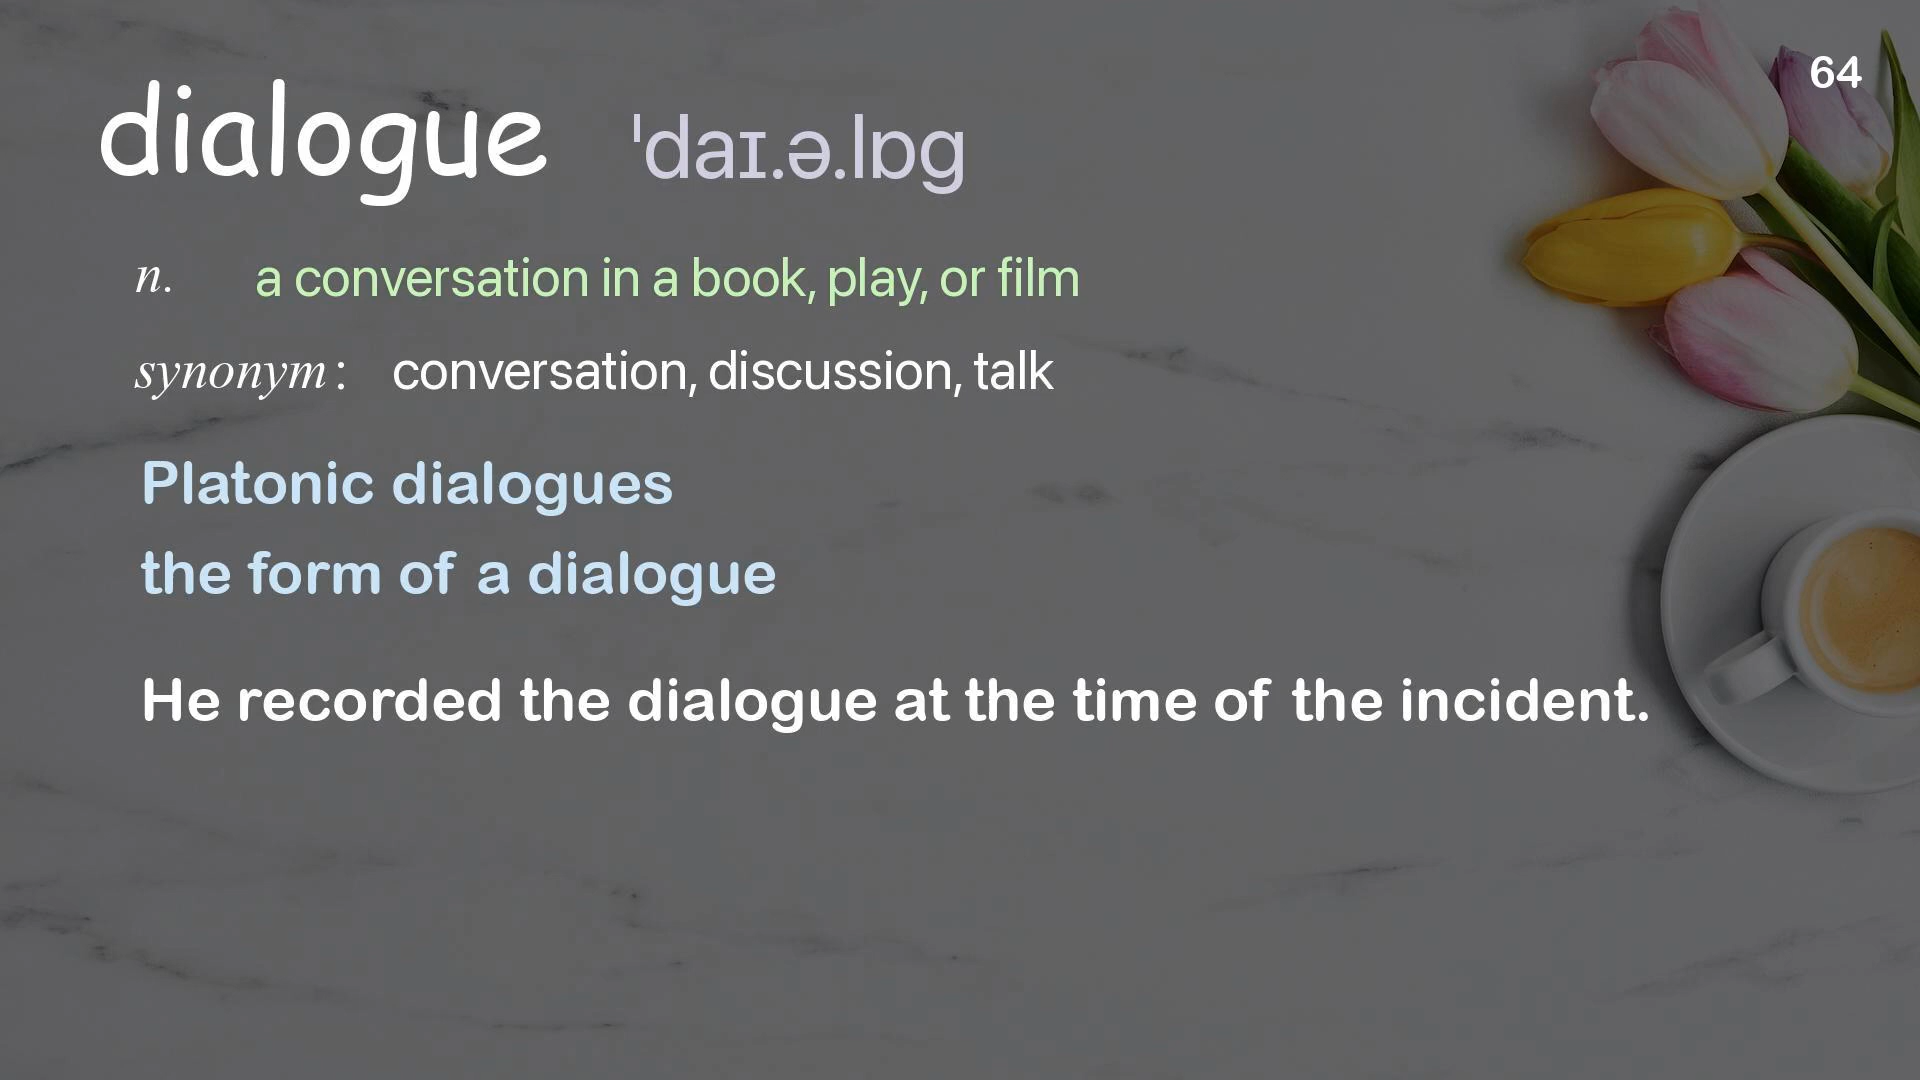 64
dialogue ˈdaɪ.ə.lɒg
n. a conversation in a book, play, or film
synonym: conversation, discussion, talk
Platonic dialogues
the form of a dialogue
He recorded the dialogue at the time of the incident.